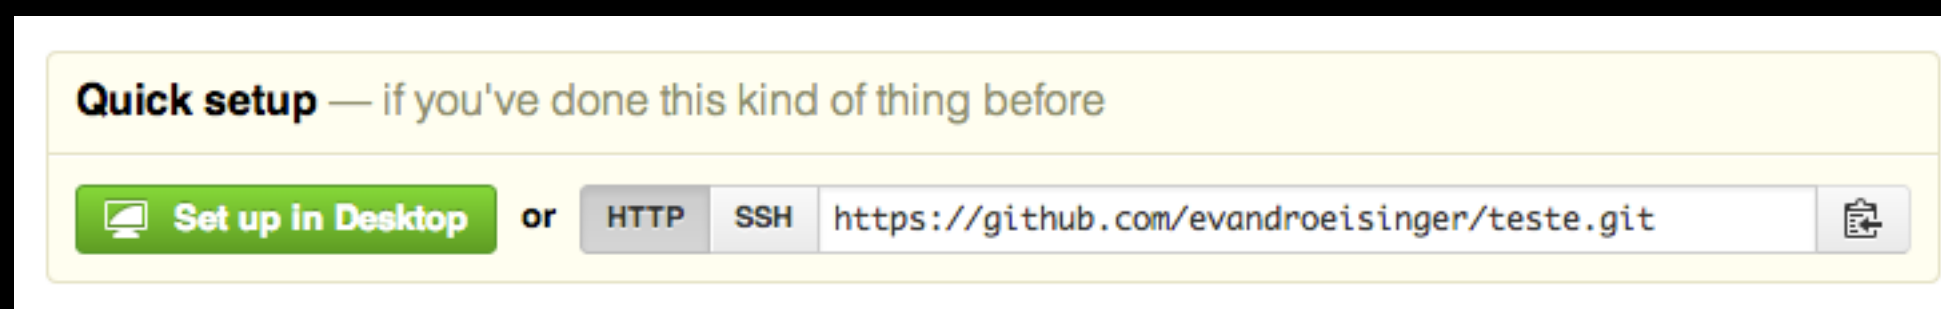 Quick setup — if you've done this kind of thing before
Set up in Desktop or HTTP SSH https://github.com/evandroeisinger/teste.git